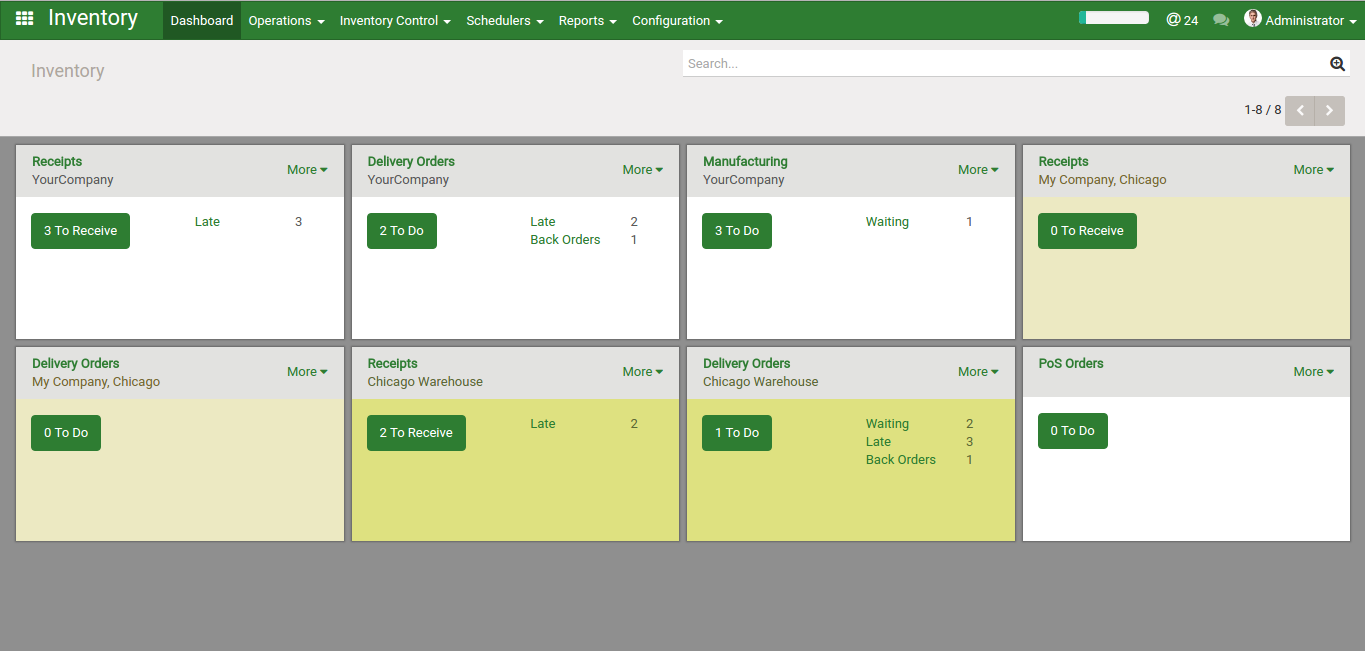 Inventory Dashboard Operations Inventory Control Schedulers Reports Configuration @ 24 Administrator
Inventory
Search...
1-8 / 8
Receipts
YourCompany
More
3 To Receive
Late 3
Delivery Orders
YourCompany
More
2 To Do
Late 2
Back Orders 1
Manufacturing
YourCompany
More
3 To Do
Waiting 1
Receipts
My Company, Chicago
More
0 To Receive
Delivery Orders
My Company, Chicago
More
0 To Do
Receipts
Chicago Warehouse
More
2 To Receive
Late 2
Delivery Orders
Chicago Warehouse
More
1 To Do
Waiting 2
Late 3
Back Orders 1
PoS Orders
More
0 To Do